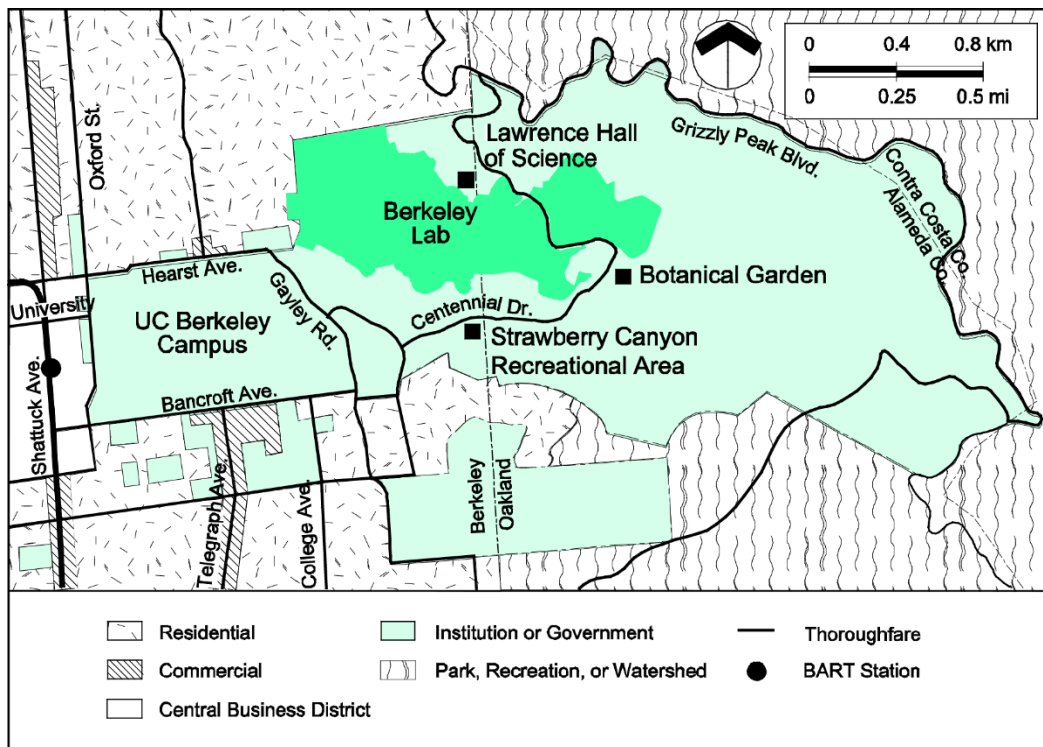 0 0.4 0.8 km
0 0.25 0.5 mi
Oxford St.
Lawrence Hall
of Science
Grizzly Peak Blvd.
Contra Costa Co.
Alameda Co.
Berkeley
Lab
Hearst Ave.
Gayley Rd.
Botanical Garden
University
Centennial Dr.
UC Berkeley
Campus
Strawberry Canyon
Recreational Area
Shattuck Ave.
Bancroft Ave.
Telegraph Ave.
College Ave.
Berkeley
Oakland
Residential
Institution or Government
Thoroughfare
Commercial
Park, Recreation, or Watershed
BART Station
Central Business District